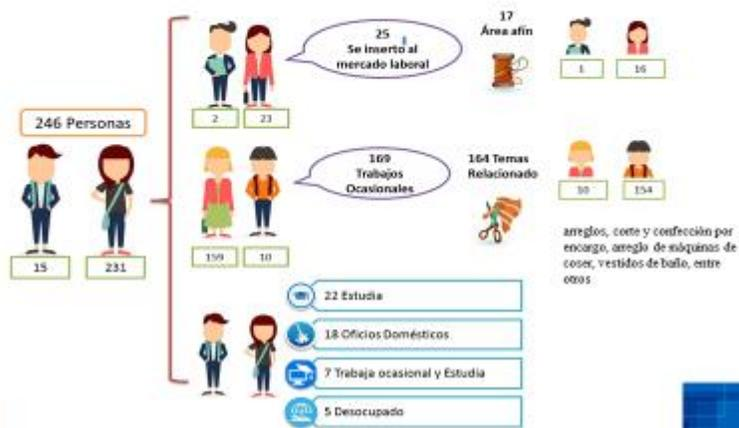 246 Personas
15
231
25
Se inserto al
mercado laboral
2
23
17
Área afín
1
16
169
Trabajos
Ocasionales
159
10
164 Temas
Relacionado
10
154
arreglos, corte y confección por
encargo, arreglo de máquinas de
coser, vestidos de baño, entre
otros
22 Estudia
18 Oficios Domésticos
7 Trabaja ocasional y Estudia
5 Desocupado